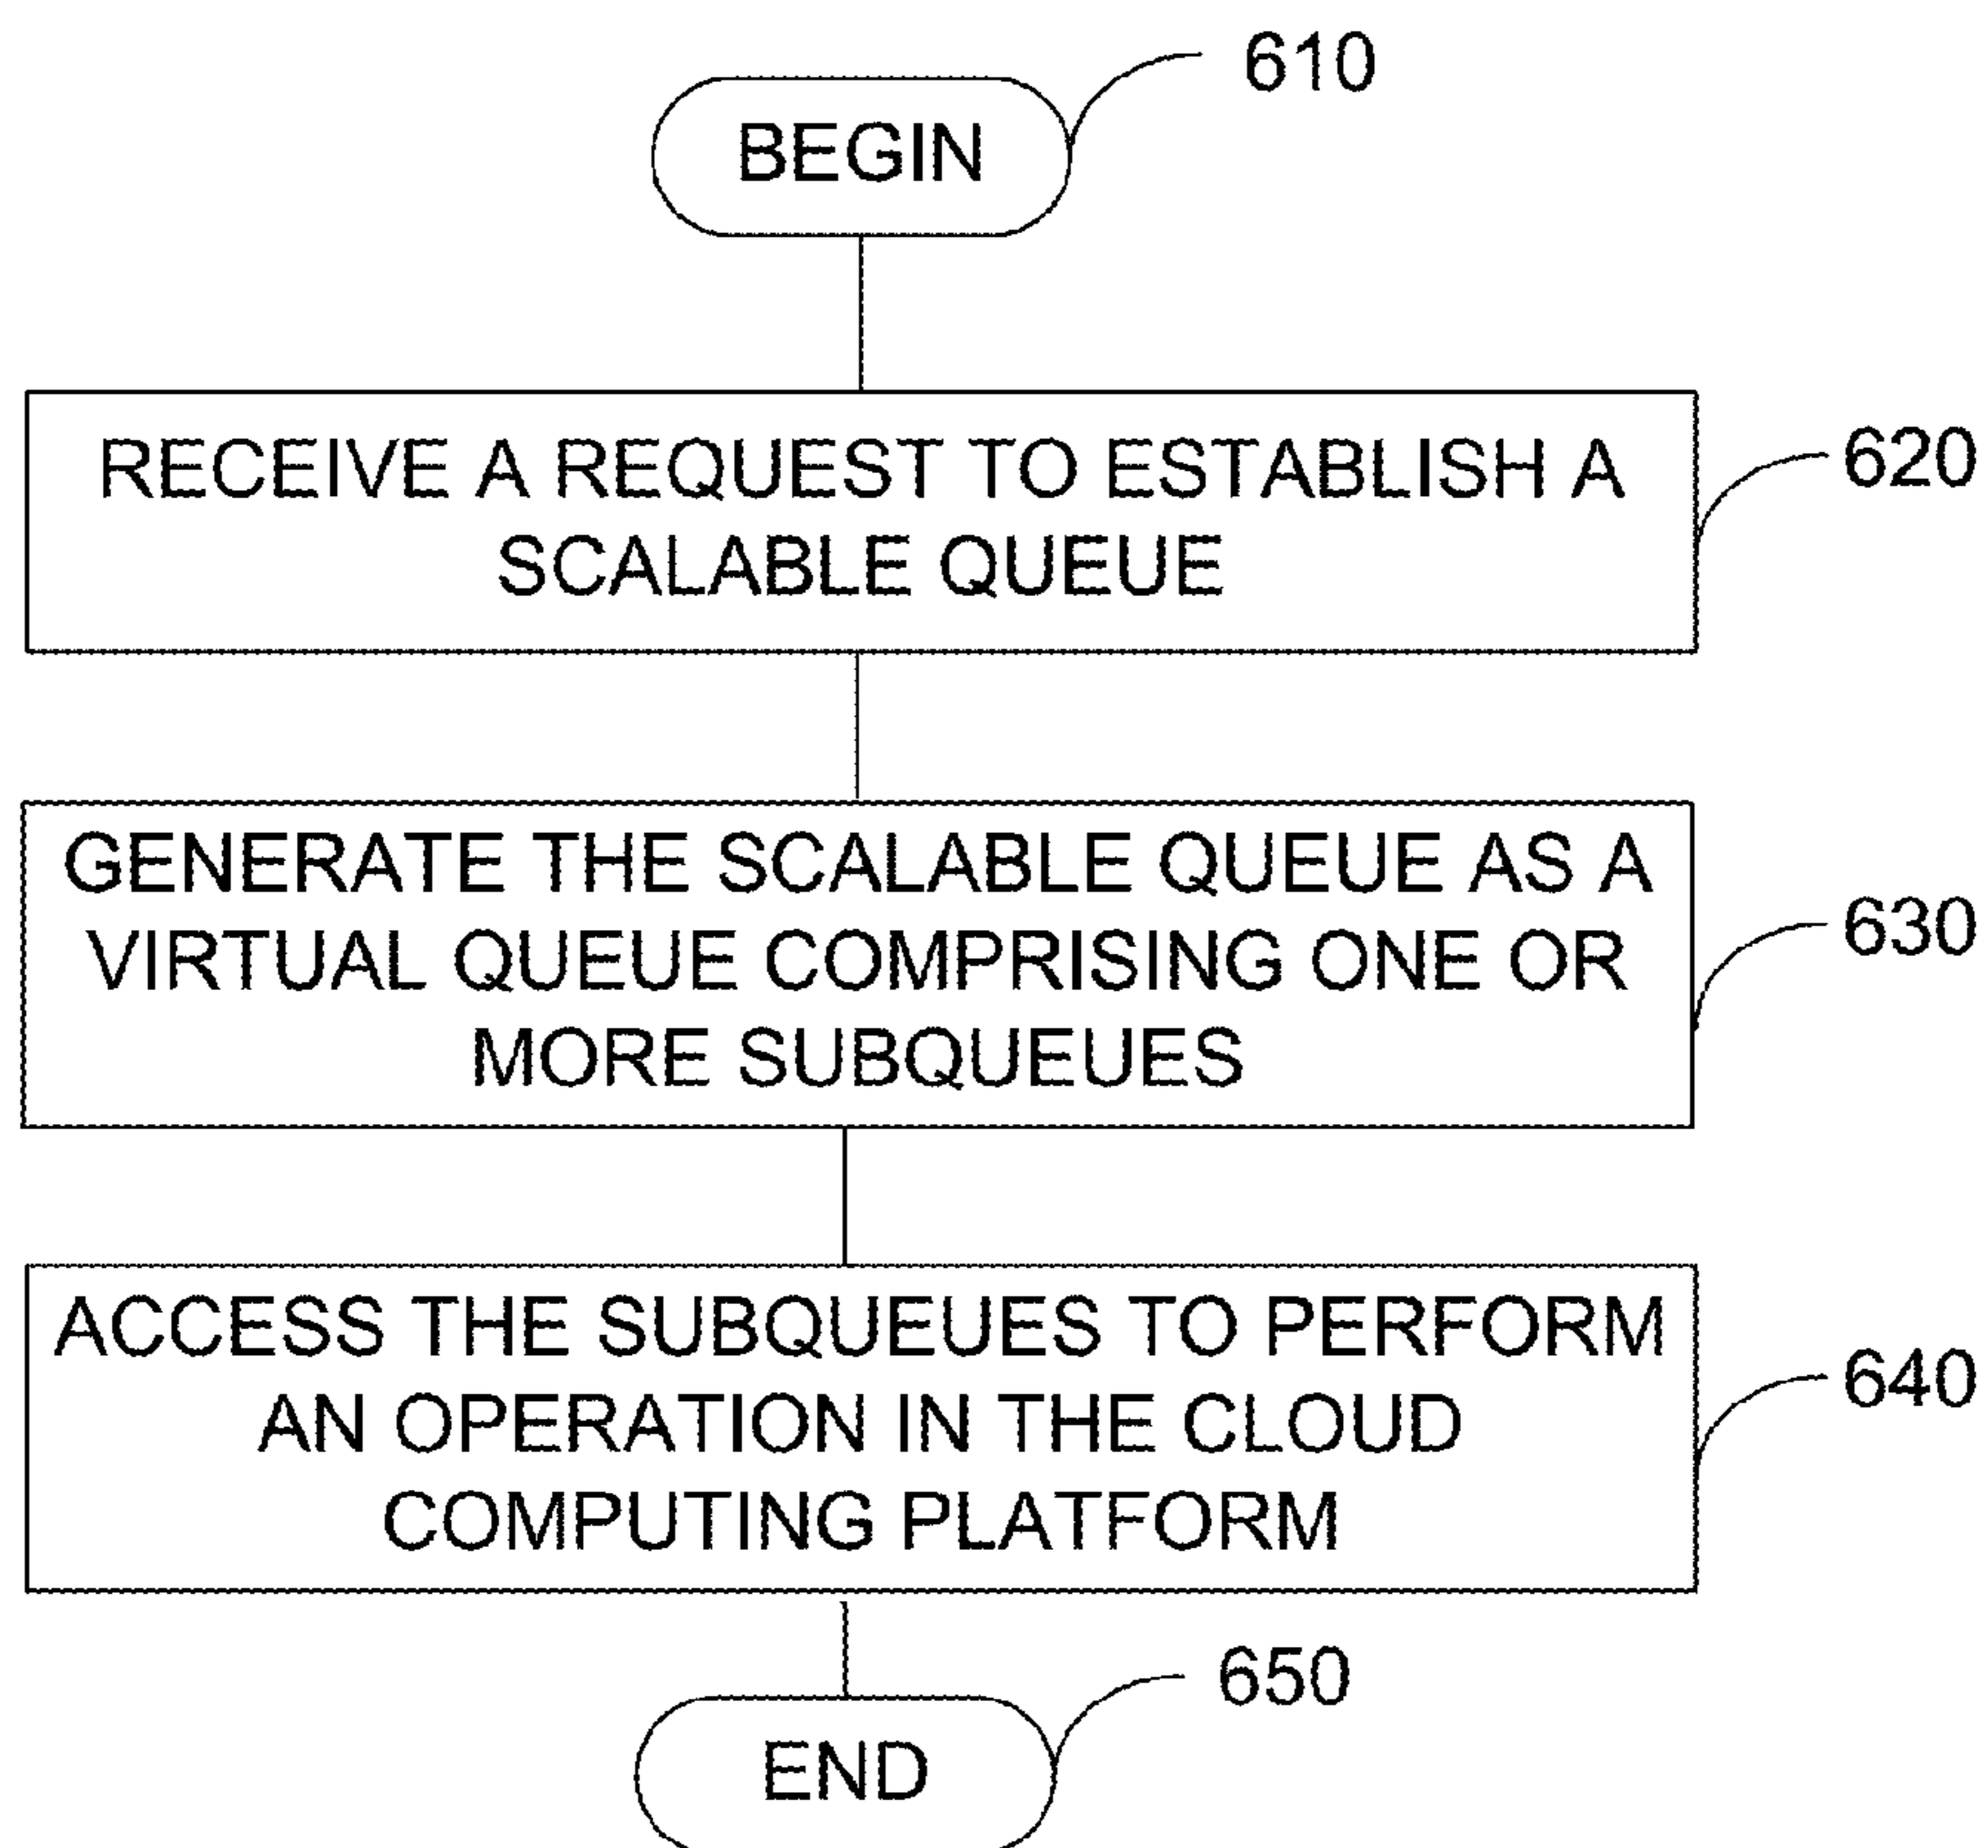 610
BEGIN
RECEIVE A REQUEST TO ESTABLISH A
SCALABLE QUEUE
620
GENERATE THE SCALABLE QUEUE AS A
VIRTUAL QUEUE COMPRISING ONE OR
MORE SUBQUEUES
630
ACCESS THE SUBQUEUES TO PERFORM
AN OPERATION IN THE CLOUD
COMPUTING PLATFORM
640
650
END